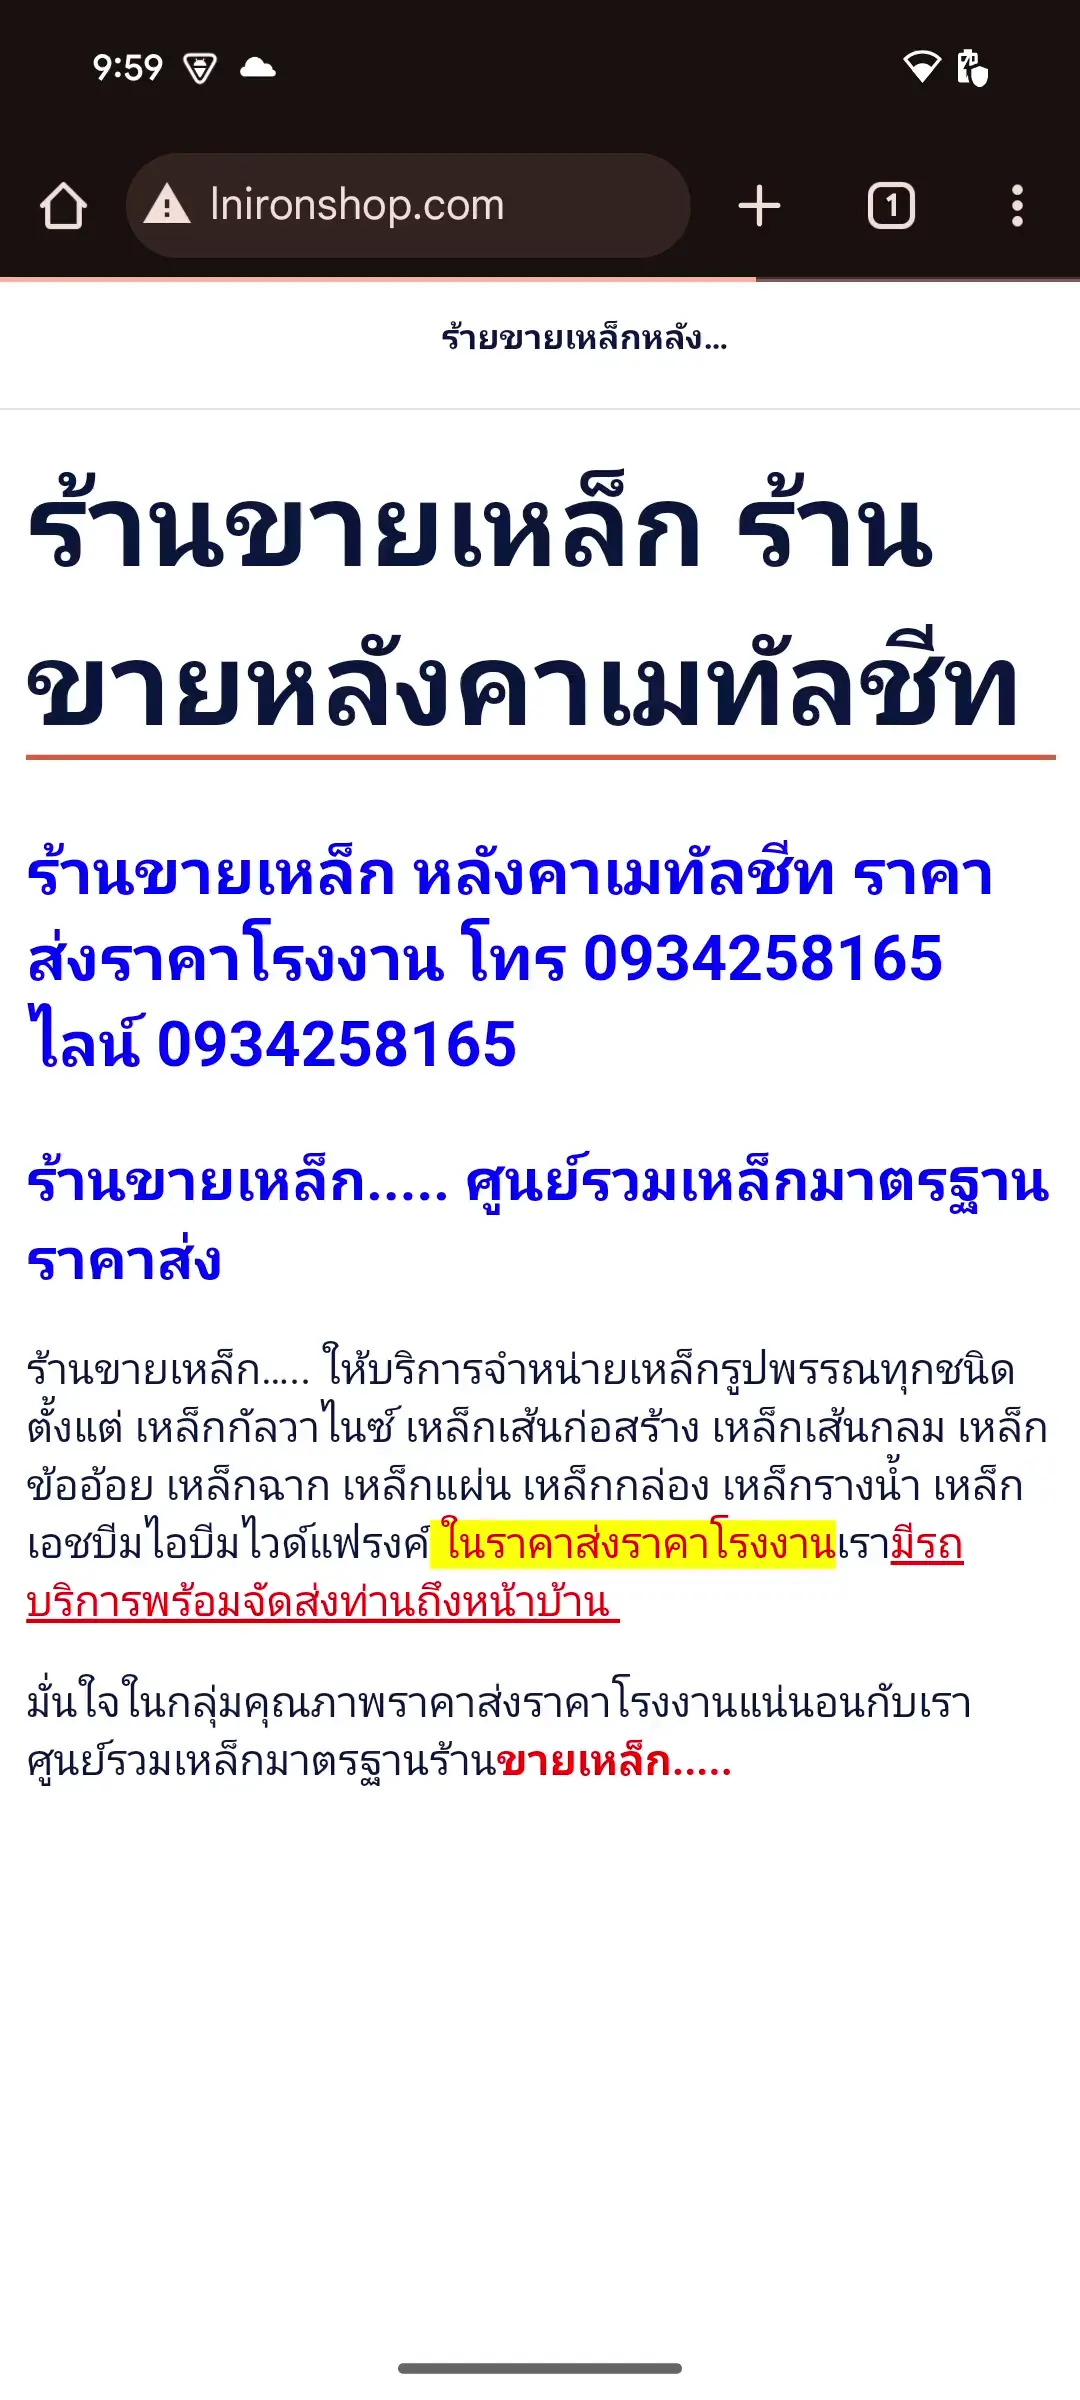 9:59
lnironshop.com
1
ร้ายขายเหล็กหลัง...
ร้านขายเหล็ก ร้าน
ขายหลังคาเมทัลชีท
ร้านขายเหล็ก หลังคาเมทัลชีท ราคา
ส่งราคาโรงงาน โทร 0934258165
ไลน์ 0934258165
ร้านขายเหล็ก..... ศูนย์รวมเหล็กมาตรฐาน
ราคาส่ง
ร้านขายเหล็ก..... ให้บริการจำหน่ายเหล็กรูปพรรณทุกชนิด
ตั้งแต่ เหล็กกัลวาไนซ์ เหล็กเส้นก่อสร้าง เหล็กเส้นกลม เหล็ก
ข้ออ้อย เหล็กฉาก เหล็กแผ่น เหล็กกล่อง เหล็กรางน้ำ เหล็ก
เอชบีมไอบีมไวด์แฟรงค์ ในราคาส่งราคาโรงงานเรามีรถ
บริการพร้อมจัดส่งท่านถึงหน้าบ้าน
มั่นใจในกลุ่มคุณภาพราคาส่งราคาโรงงานแน่นอนกับเรา
ศูนย์รวมเหล็กมาตรฐานร้านขายเหล็ก.....